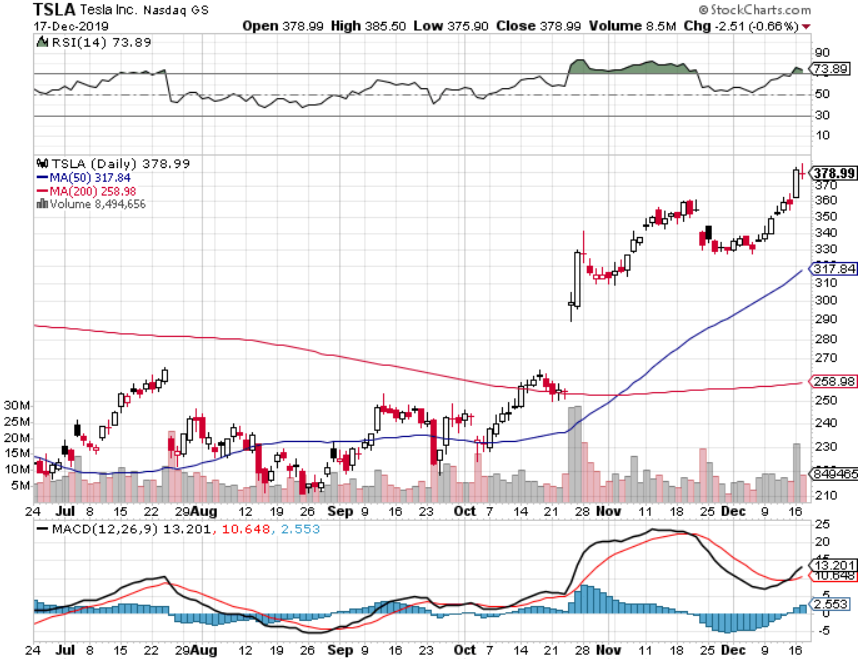 TSLA Tesla Inc. Nasdaq GS © StockCharts.com
17-Dec-2019 Open 378.99 High 385.50 Low 375.90 Close 378.99 Volume 8.5M Chg -2.51 (-0.66%)
RSI(14) 73.89
90
73.89
50
30
10
TSLA (Daily) 378.99
MA(50) 317.84
MA(200) 258.98
Volume 8,494,656
378.99
370
360
350
340
330
317.84
310
300
290
280
270
258.98
250
240
230
210
30M
25M
20M
15M
10M
5M
24 Jul 8 15 22 29 Aug 12 19 26 Sep 9 16 23 Oct 7 14 21 28 Nov 11 18 25 Dec 9 16
MACD(12,26,9) 13.201, 10.648, 2.553
25
20
15
13.201
10.648
5
2.553
0
-5
24 Jul 8 15 22 29 Aug 12 19 26 Sep 9 16 23 Oct 7 14 21 28 Nov 11 18 25 Dec 9 16